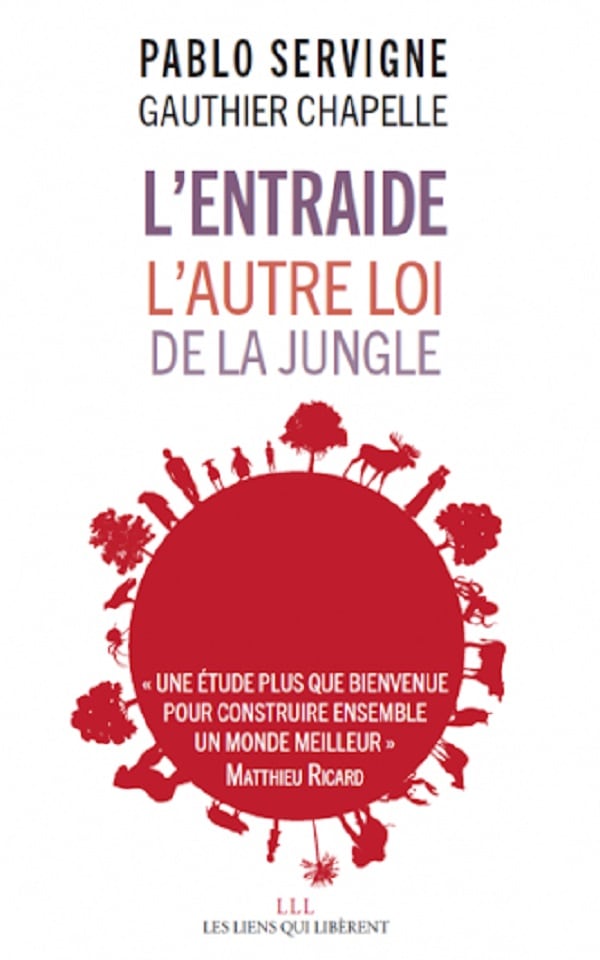 PABLO SERVIGNE
GAUTHIER CHAPELLE
L'ENTRAIDE
L'AUTRE LOI
DE LA JUNGLE
« UNE ÉTUDE PLUS QUE BIENVENUE
POUR CONSTRUIRE ENSEMBLE
UN MONDE MEILLEUR »
MATTHIEU RICARD
LLL
LES LIENS QUI LIBÈRENT